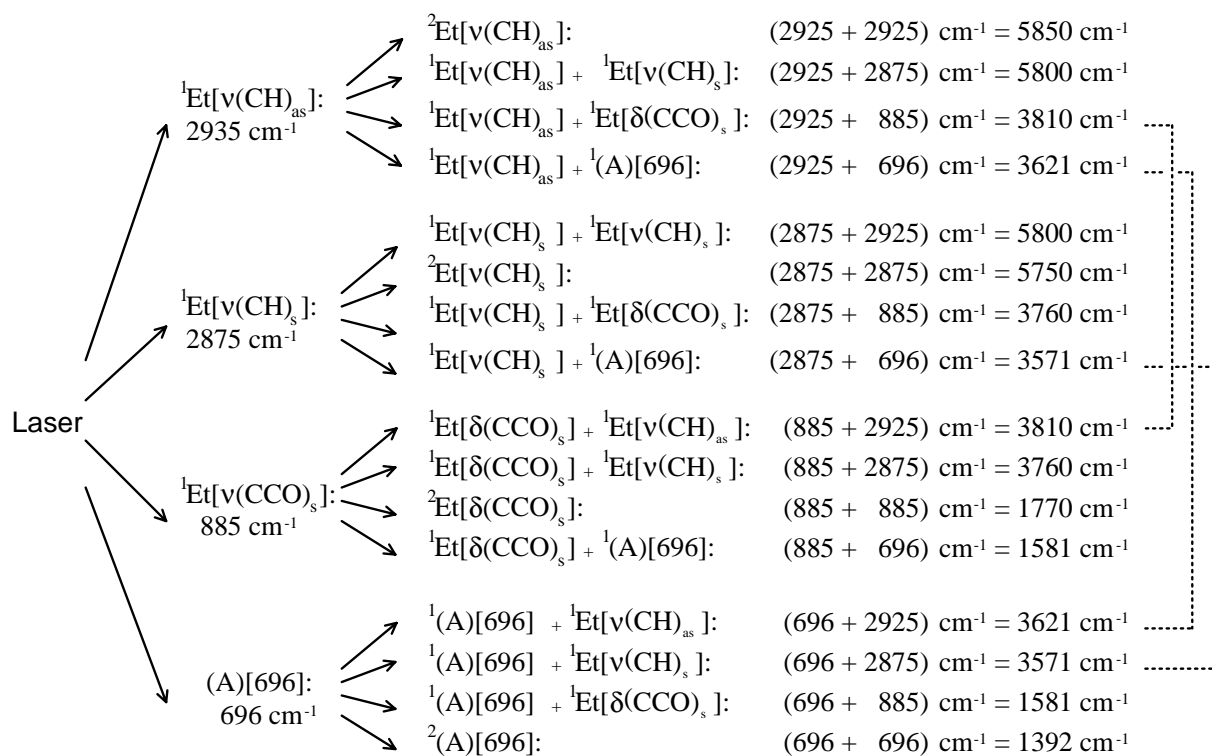 ²Et[ν(CH)as]: (2925 + 2925) cm⁻¹ = 5850 cm⁻¹
¹Et[ν(CH)as] + ¹Et[ν(CH)s]: (2925 + 2875) cm⁻¹ = 5800 cm⁻¹
¹Et[ν(CH)as]:
2935 cm⁻¹
¹Et[ν(CH)as] + ¹Et[δ(CCO)s]: (2925 + 885) cm⁻¹ = 3810 cm⁻¹
¹Et[ν(CH)as] + ¹(A)[696]: (2925 + 696) cm⁻¹ = 3621 cm⁻¹
¹Et[ν(CH)s] + ¹Et[ν(CH)s]: (2875 + 2925) cm⁻¹ = 5800 cm⁻¹
²Et[ν(CH)s]: (2875 + 2875) cm⁻¹ = 5750 cm⁻¹
¹Et[ν(CH)s]:
2875 cm⁻¹
¹Et[ν(CH)s] + ¹Et[δ(CCO)s]: (2875 + 885) cm⁻¹ = 3760 cm⁻¹
¹Et[ν(CH)s] + ¹(A)[696]: (2875 + 696) cm⁻¹ = 3571 cm⁻¹
Laser
¹Et[δ(CCO)s] + ¹Et[ν(CH)as]: (885 + 2925) cm⁻¹ = 3810 cm⁻¹
¹Et[δ(CCO)s] + ¹Et[ν(CH)s]: (885 + 2875) cm⁻¹ = 3760 cm⁻¹
¹Et[ν(CCO)s]:
885 cm⁻¹
²Et[δ(CCO)s]: (885 + 885) cm⁻¹ = 1770 cm⁻¹
¹Et[δ(CCO)s] + ¹(A)[696]: (885 + 696) cm⁻¹ = 1581 cm⁻¹
¹(A)[696] + ¹Et[ν(CH)as]: (696 + 2925) cm⁻¹ = 3621 cm⁻¹
¹(A)[696] + ¹Et[ν(CH)s]: (696 + 2875) cm⁻¹ = 3571 cm⁻¹
(A)[696]:
696 cm⁻¹
¹(A)[696] + ¹Et[δ(CCO)s]: (696 + 885) cm⁻¹ = 1581 cm⁻¹
²(A)[696]: (696 + 696) cm⁻¹ = 1392 cm⁻¹